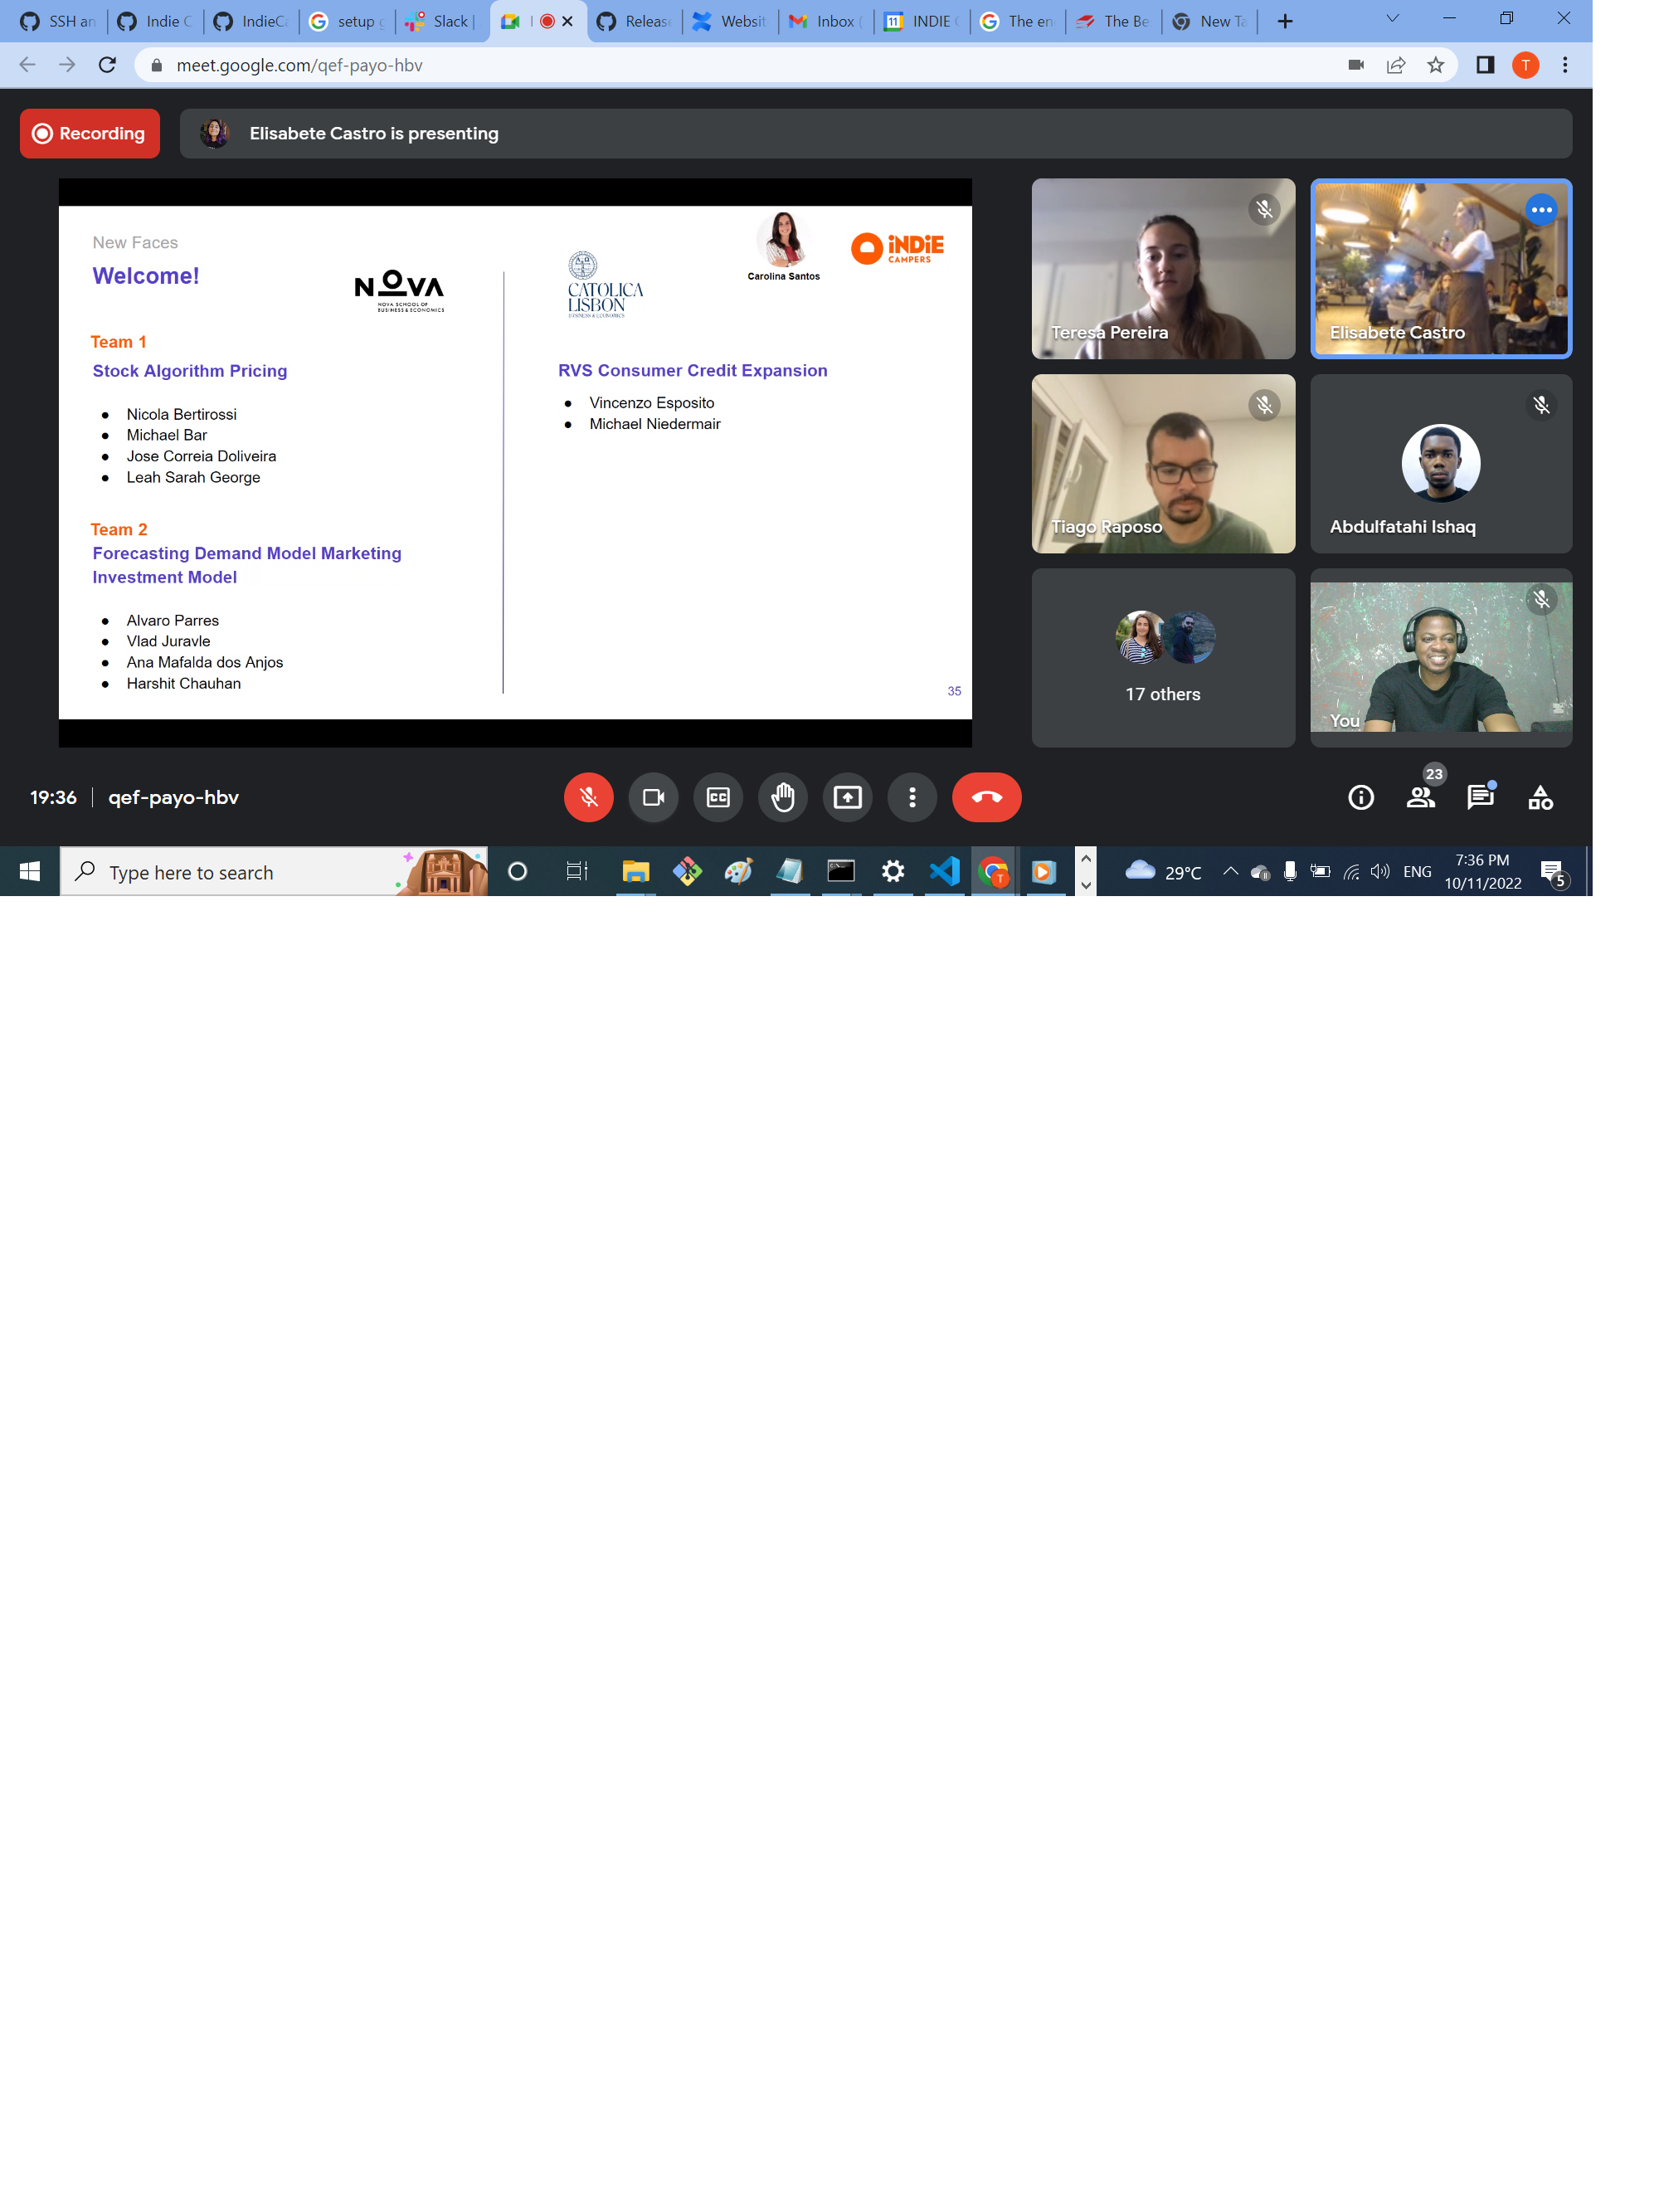 SSH an
Indie C
IndieCa
setup g
Slack |
Release
Websit
Inbox (
11
INDIE C
The en
The Be
New Ta
meet.google.com/qef-payo-hbv
T
Recording
Elisabete Castro is presenting
New Faces
Welcome!
NOVA
NOVA SCHOOL OF
BUSINESS & ECONOMICS
CATOLICA
LISBON
BUSINESS & ECONOMICS
Carolina Santos
iNDiE
CAMPERS
Team 1
Stock Algorithm Pricing
● Nicola Bertirossi
● Michael Bar
● Jose Correia Doliveira
● Leah Sarah George
Team 2
Forecasting Demand Model Marketing
Investment Model
● Alvaro Parres
● Vlad Juravle
● Ana Mafalda dos Anjos
● Harshit Chauhan
RVS Consumer Credit Expansion
● Vincenzo Esposito
● Michael Niedermair
35
Teresa Pereira
Elisabete Castro
Tiago Raposo
Abdulfatahi Ishaq
17 others
You
19:36
qef-payo-hbv
CC
23
Type here to search
T
29°C
ENG
7:36 PM
10/11/2022
5